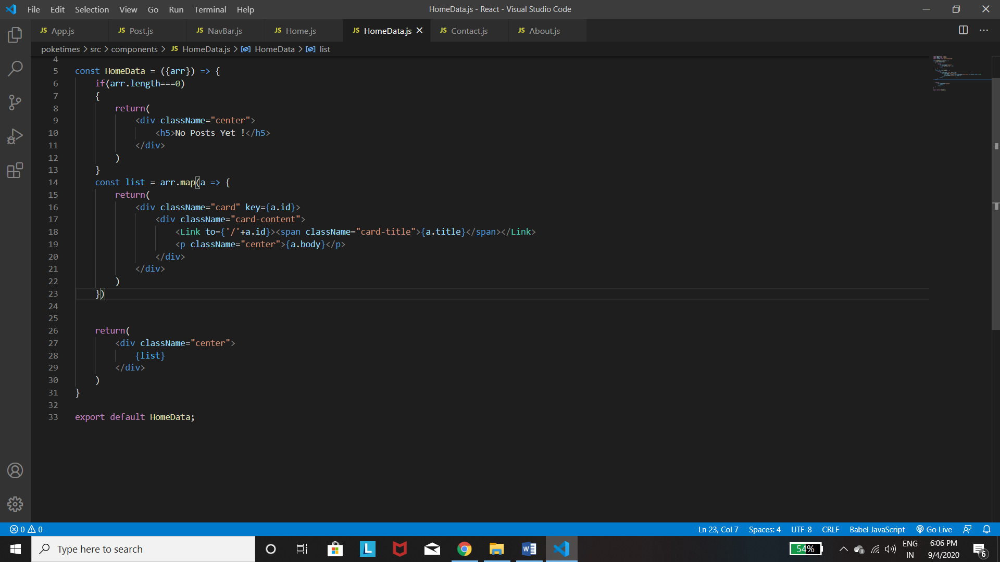 File Edit Selection View Go Run Terminal Help HomeData.js - React - Visual Studio Code
JS App.js JS Post.js JS NavBar.js JS Home.js JS HomeData.js JS Contact.js JS About.js
poketimes > src > components > JS HomeData.js > HomeData > list
4
5 const HomeData = ({arr}) => {
6     if(arr.length===0)
7     {
8         return(
9             <div className="center">
10                 <h5>No Posts Yet !</h5>
11             </div>
12         )
13     }
14     const list = arr.map(a => {
15         return(
16             <div className="card" key={a.id}>
17                 <div className="card-content">
18                     <Link to={'/'+a.id}><span className="card-title">{a.title}</span></Link>
19                     <p className="center">{a.body}</p>
20                 </div>
21             </div>
22         )
23     })
24
25
26     return(
27         <div className="center">
28             {list}
29         </div>
30     )
31 }
32
33 export default HomeData;
0 0 Ln 23, Col 7 Spaces: 4 UTF-8 CRLF Babel JavaScript Go Live
Type here to search L W 54% ENG 6:06 PM
IN 9/4/2020 6